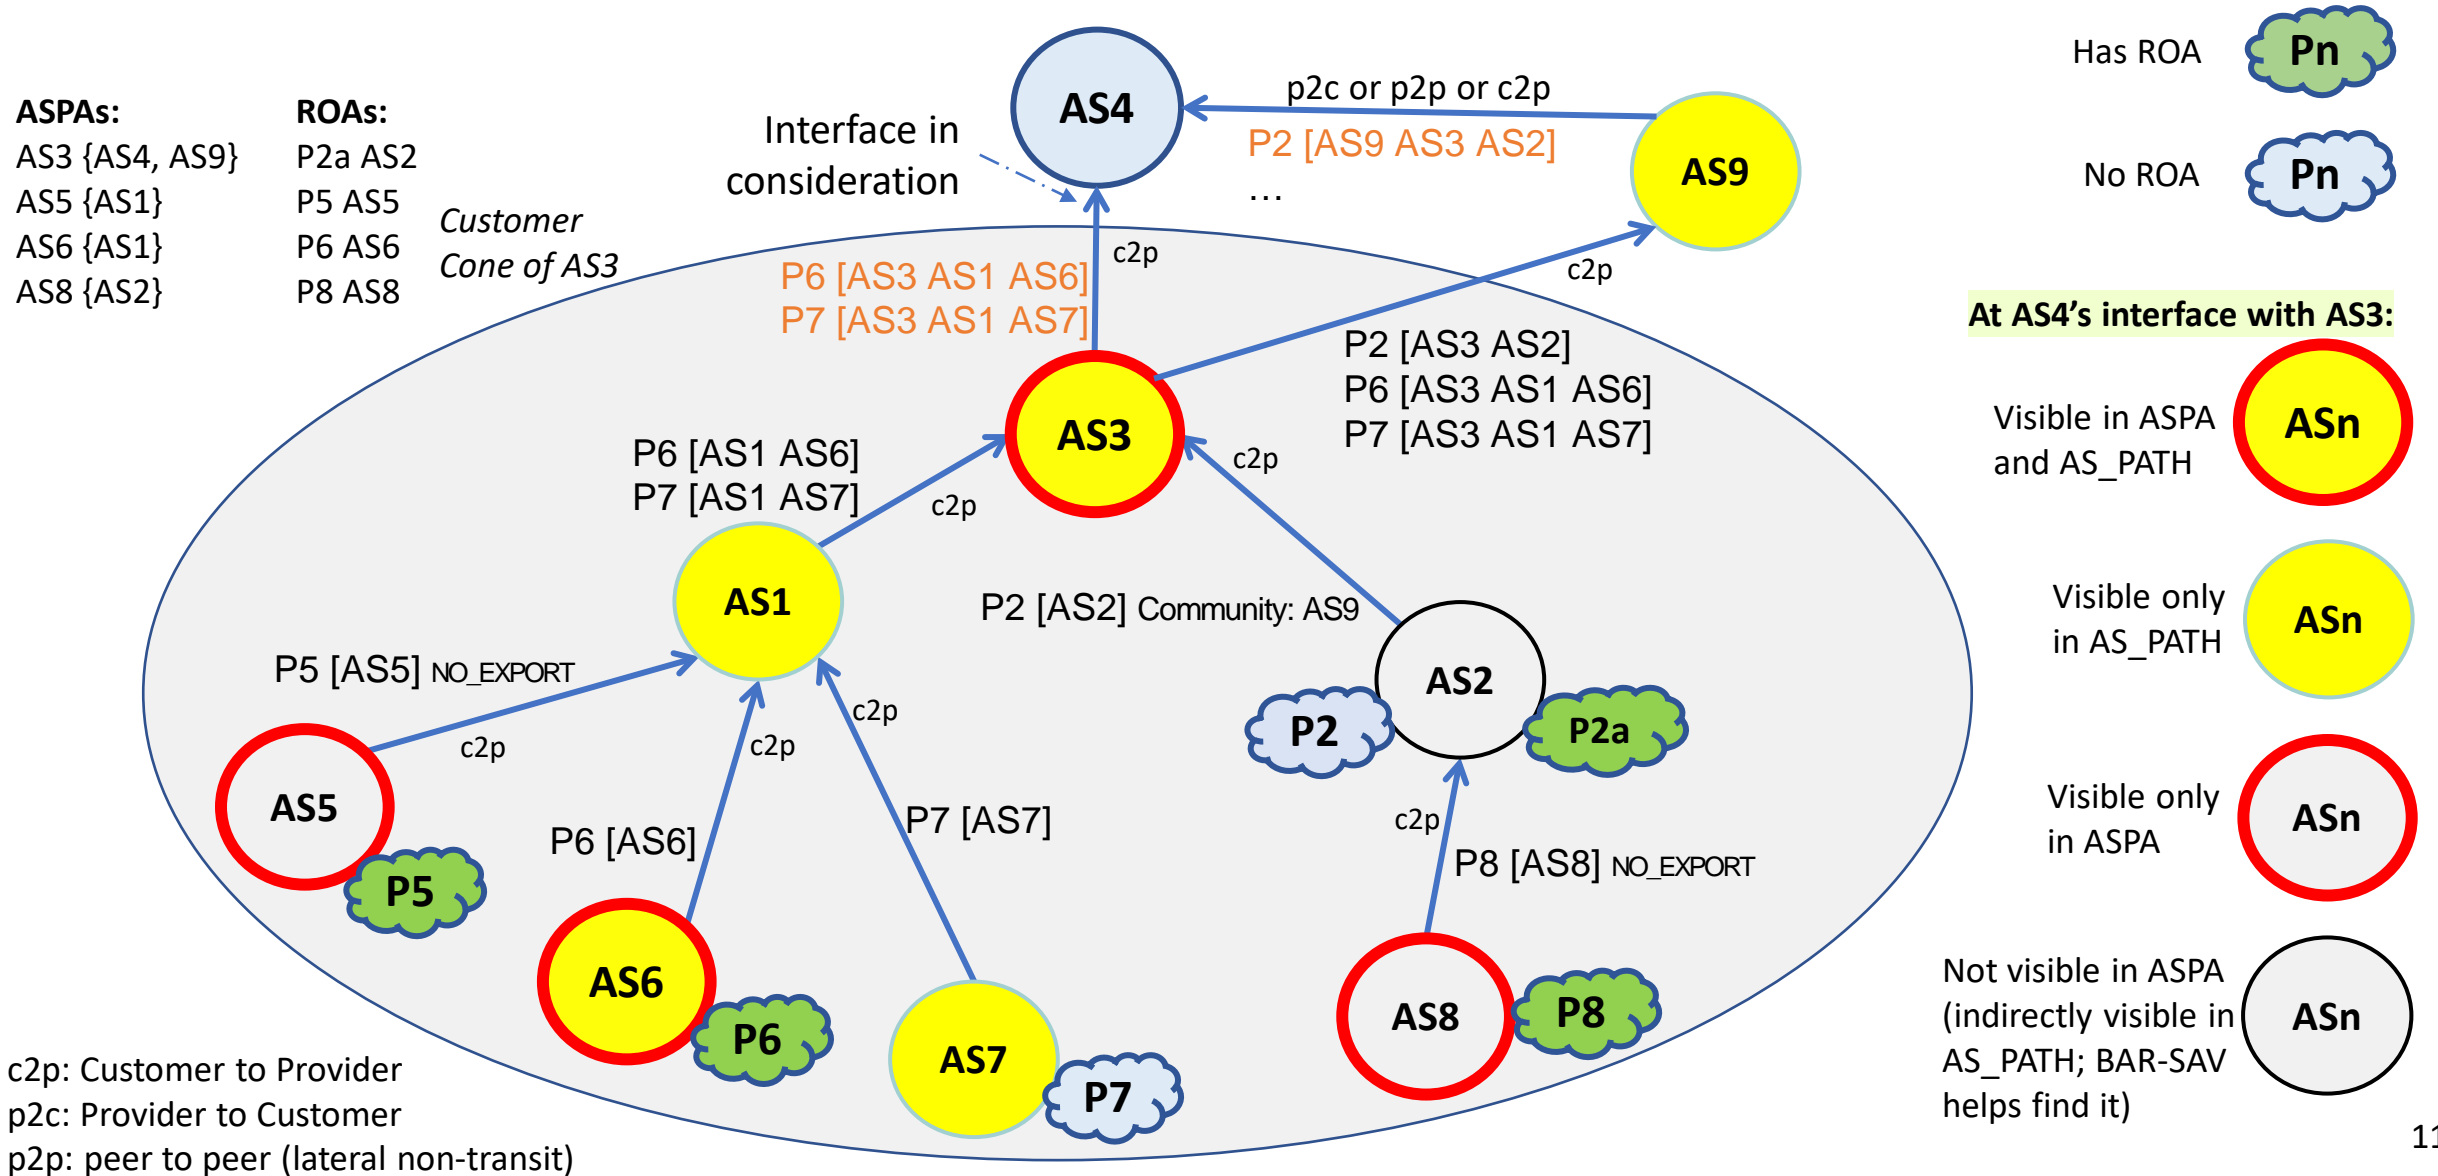 ASPAs:
AS3 {AS4, AS9}
AS5 {AS1}
AS6 {AS1}
AS8 {AS2}
ROAs:
P2a AS2
P5 AS5
P6 AS6
P8 AS8
Customer
Cone of AS3
Interface in
consideration
AS4
p2c or p2p or c2p
P2 [AS9 AS3 AS2]
...
AS9
c2p
P6 [AS3 AS1 AS6]
P7 [AS3 AS1 AS7]
c2p
P2 [AS3 AS2]
P6 [AS3 AS1 AS6]
P7 [AS3 AS1 AS7]
AS3
P6 [AS1 AS6]
P7 [AS1 AS7]
c2p
c2p
AS1
P2 [AS2] Community: AS9
AS2
P2
P2a
P5 [AS5] NO_EXPORT
c2p
c2p
c2p
AS5
P5
P6 [AS6]
P7 [AS7]
c2p
P8 [AS8] NO_EXPORT
AS6
P6
AS7
P7
AS8
P8
c2p: Customer to Provider
p2c: Provider to Customer
p2p: peer to peer (lateral non-transit)
Has ROA
Pn
No ROA
Pn
At AS4’s interface with AS3:
Visible in ASPA
and AS_PATH
ASn
Visible only
in AS_PATH
ASn
Visible only
in ASPA
ASn
Not visible in ASPA
(indirectly visible in
AS_PATH; BAR-SAV
helps find it)
ASn
11